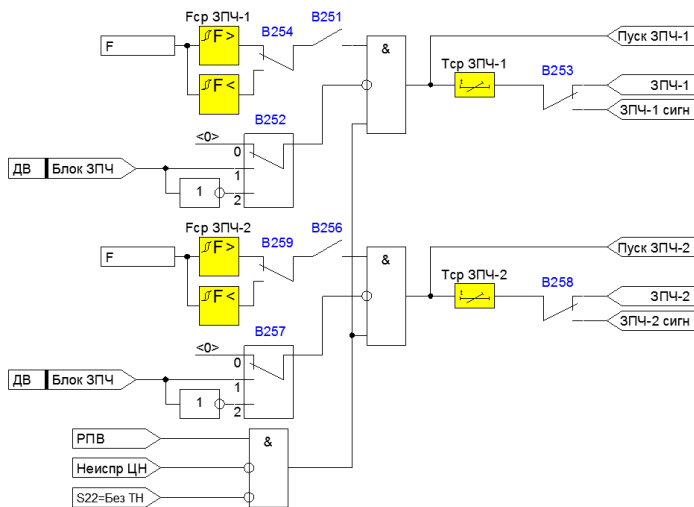 Fср ЗПЧ-1
B254
B251
F
F >
F <
&
Пуск ЗПЧ-1
Тср ЗПЧ-1
B253
ЗПЧ-1
ЗПЧ-1 сигн
B252
<0>
0
1
2
ДВ Блок ЗПЧ
1
Fср ЗПЧ-2
B259
B256
F
F >
F <
&
Пуск ЗПЧ-2
Тср ЗПЧ-2
B258
ЗПЧ-2
ЗПЧ-2 сигн
B257
<0>
0
1
2
ДВ Блок ЗПЧ
1
РПВ
&
Неиспр ЦН
S22=Без ТН